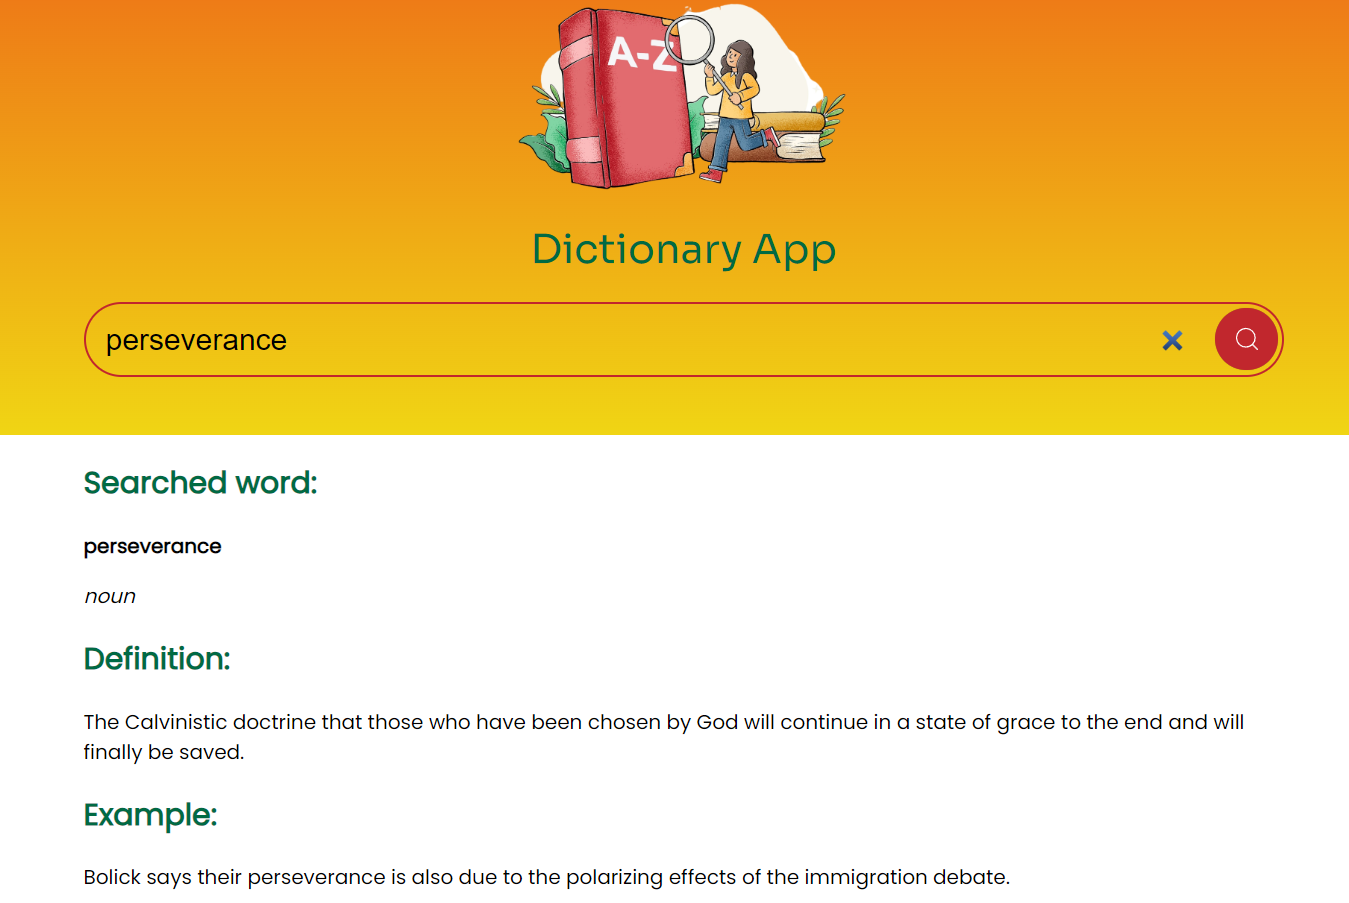 A-Z
Dictionary App
perseverance
Searched word:
perseverance
noun
Definition:
The Calvinistic doctrine that those who have been chosen by God will continue in a state of grace to the end and will
finally be saved.
Example:
Bolick says their perseverance is also due to the polarizing effects of the immigration debate.